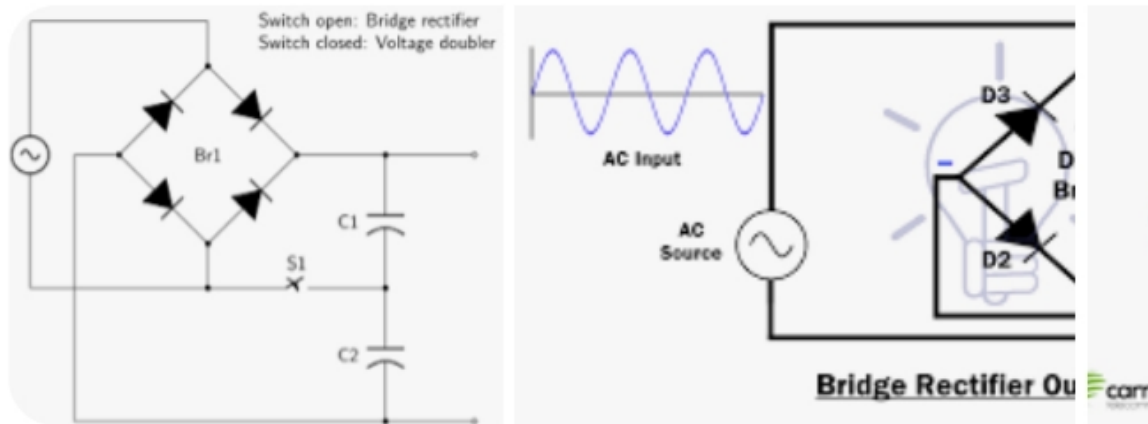 Switch open: Bridge rectifier
Switch closed: Voltage doubler
Br1
C1
S1
C2
AC Input
AC
Source
D3
-
D
Br
D2
Bridge Rectifier Ou